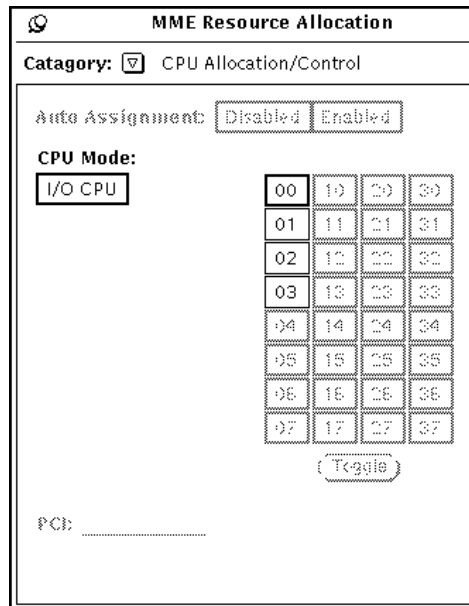 MME Resource Allocation
Catagory: CPU Allocation/Control
Auto Assignment: Disabled Enabled
CPU Mode:
I/O CPU
00 10 20 30
01 11 21 31
02 12 22 32
03 13 23 33
04 14 24 34
05 15 25 35
06 16 26 36
07 17 27 37
Toggle
PCI: